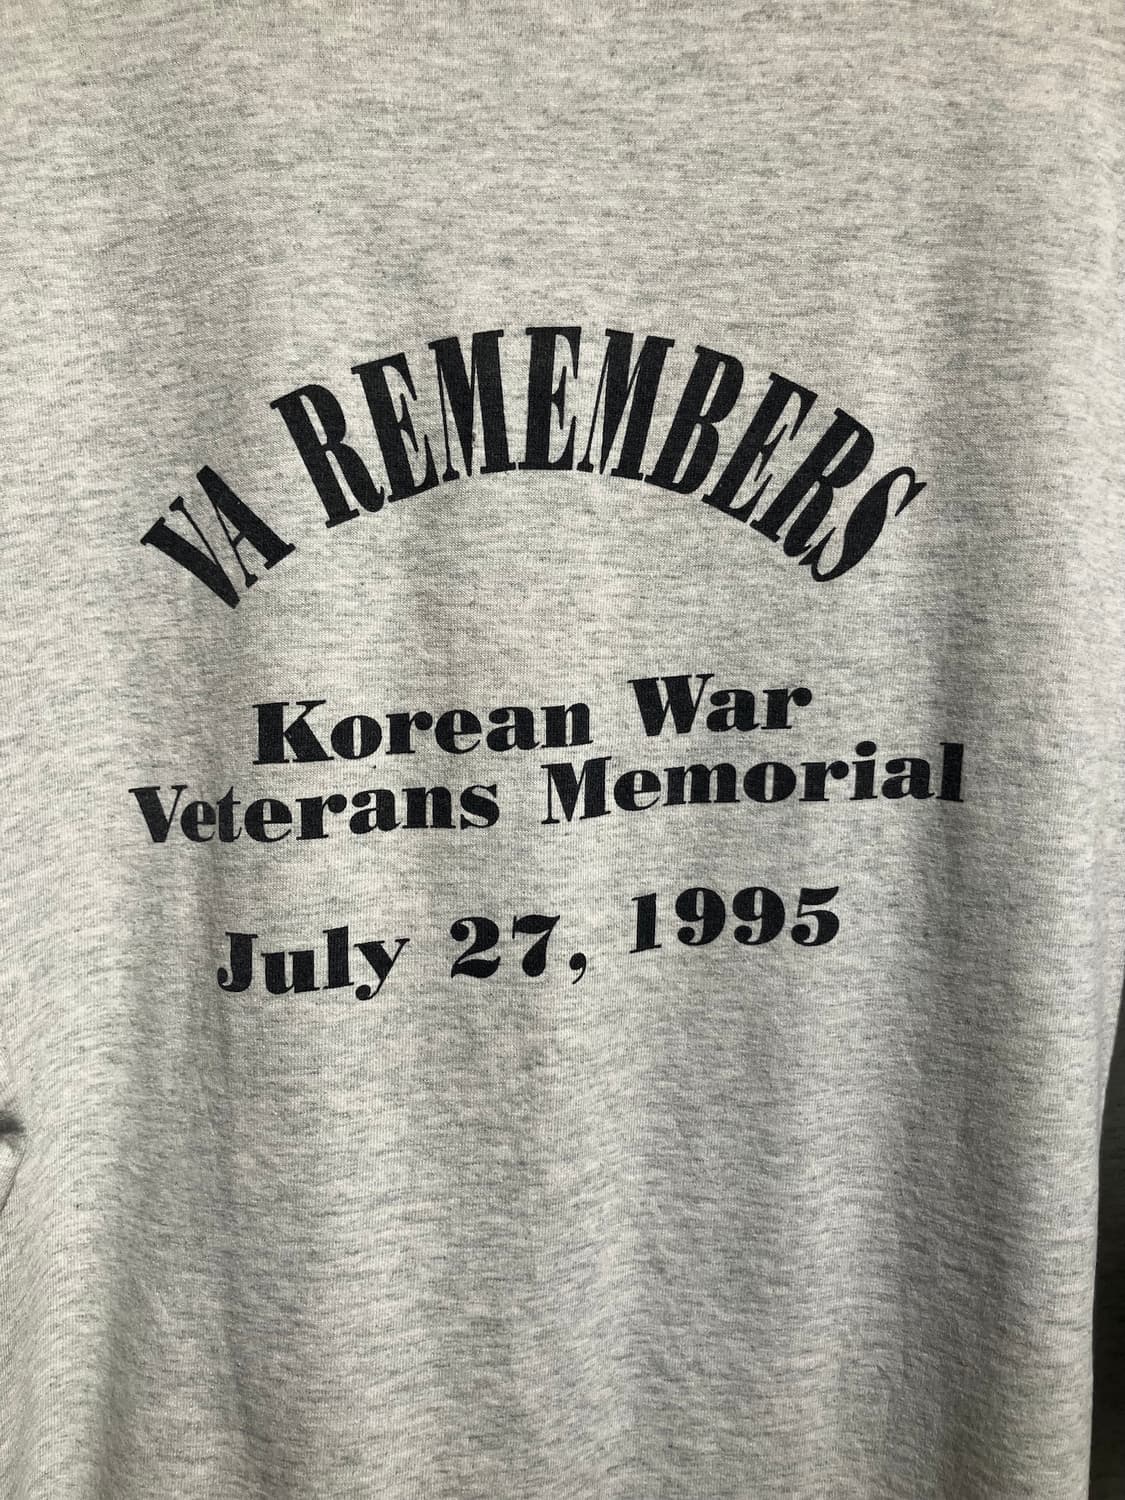 VA REMEMBERS
Korean War
Veterans Memorial
July 27, 1995